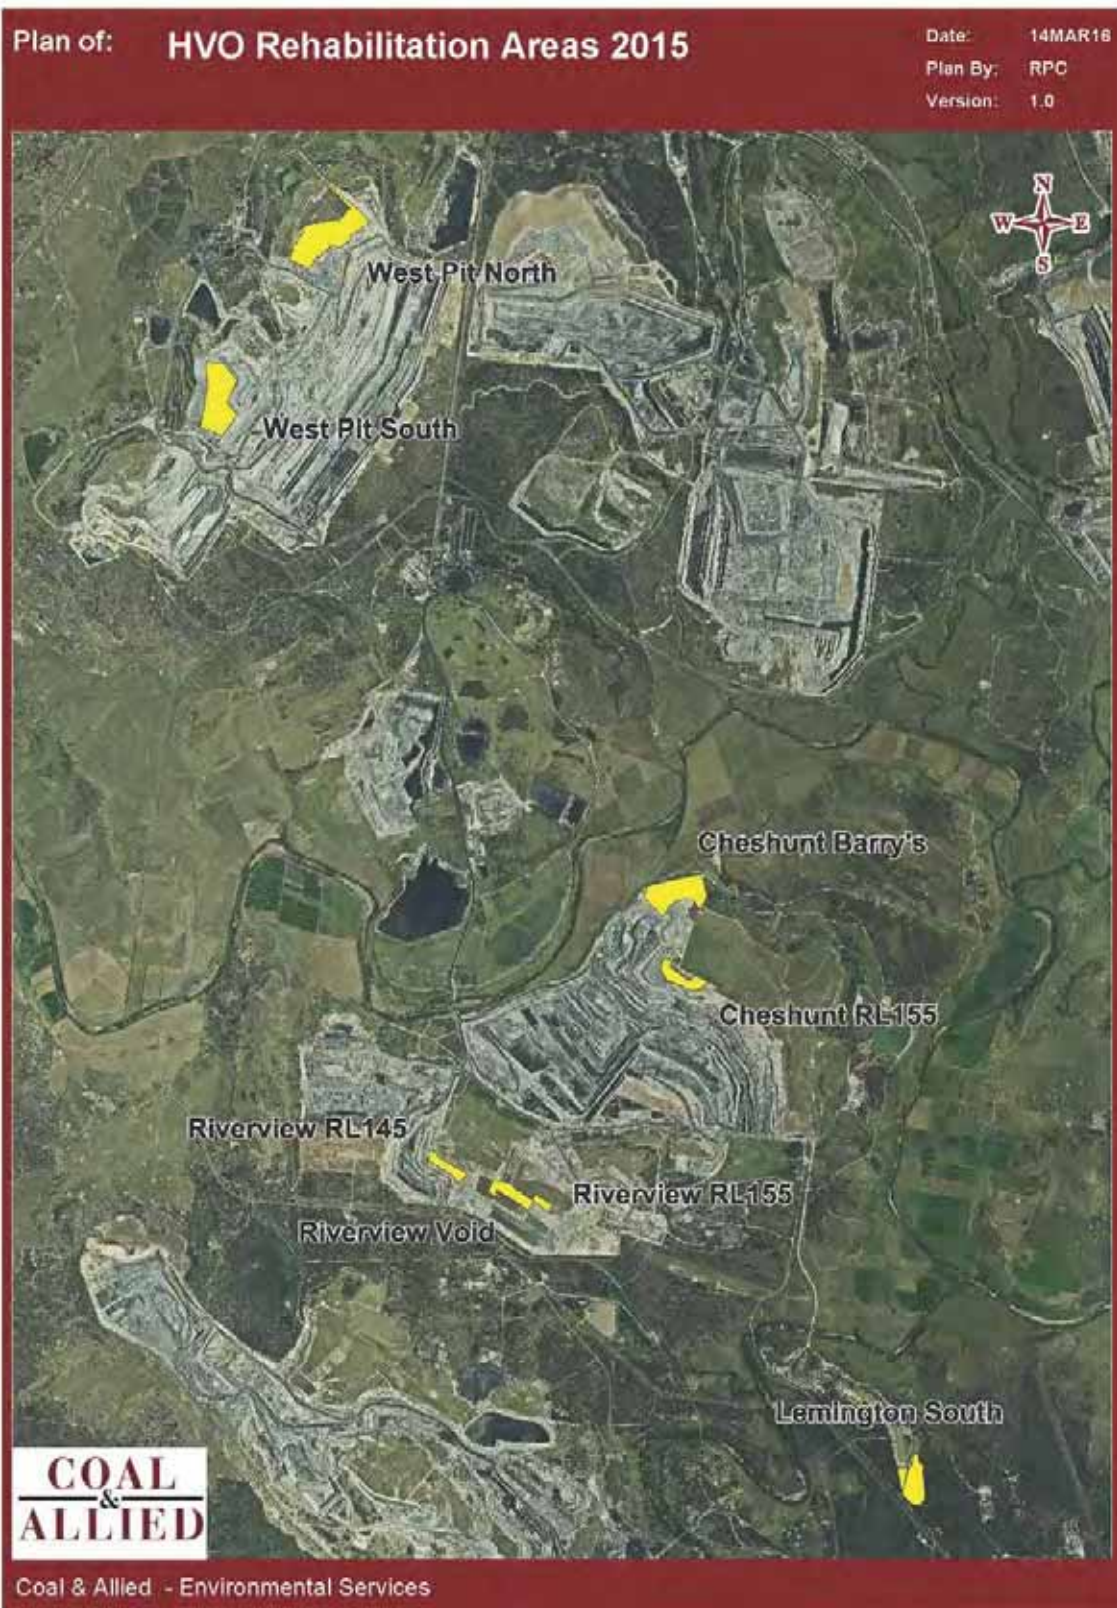 Plan of: HVO Rehabilitation Areas 2015
Date: 14MAR16
Plan By: RPC
Version: 1.0
N
W E
S
West Pit North
West Pit South
Cheshunt Barry's
Cheshunt RL155
Riverview RL145
Riverview RL155
Riverview Void
Lemington South
COAL
&
ALLIED
Coal & Allied - Environmental Services